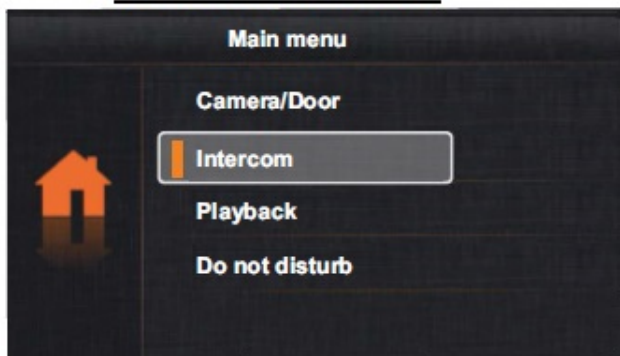 Main menu
Camera/Door
Intercom
Playback
Do not disturb